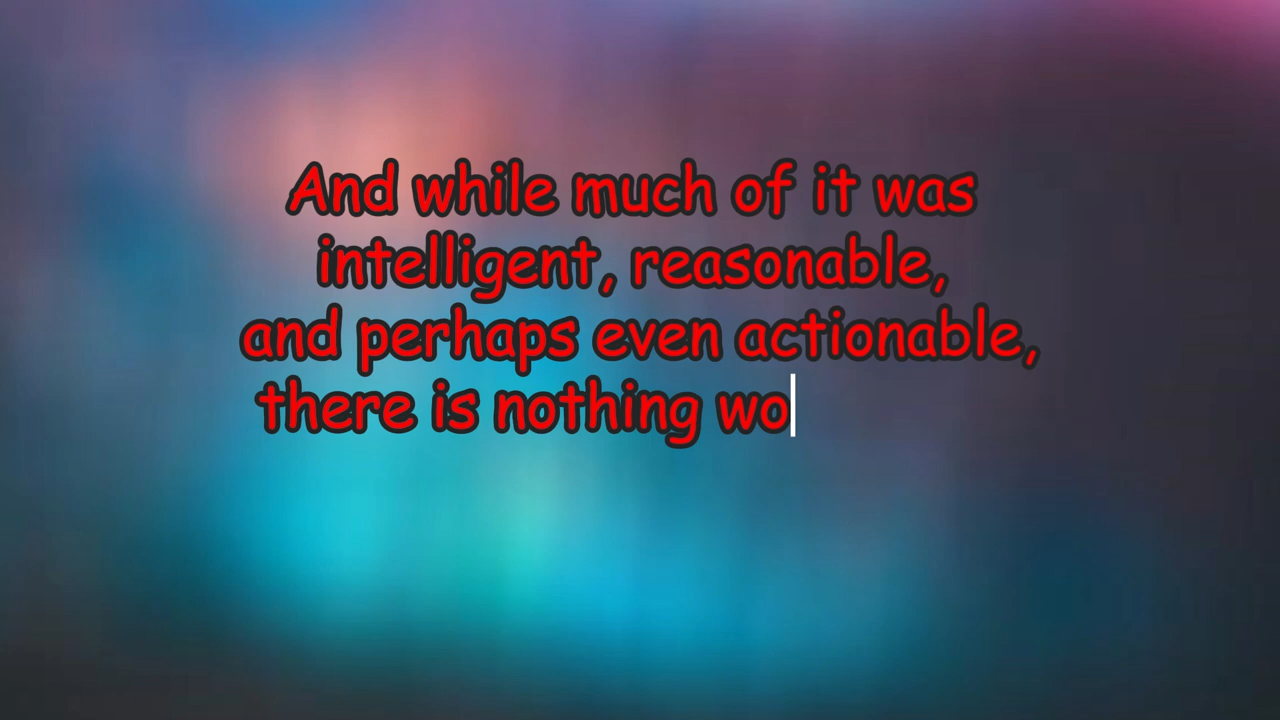 And while much of it was
intelligent, reasonable,
and perhaps even actionable,
there is nothing wo